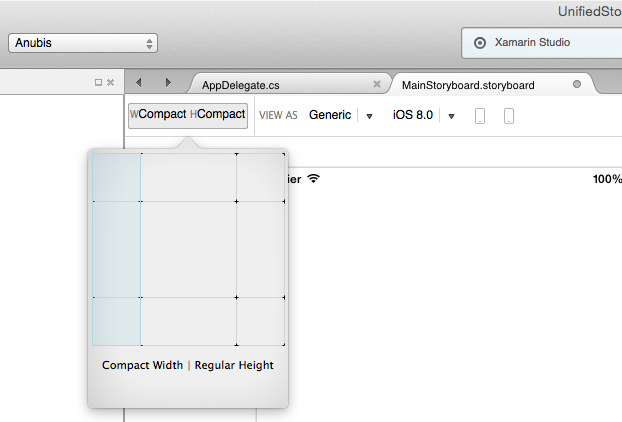 UnifiedSto
Anubis
Xamarin Studio
AppDelegate.cs
MainStoryboard.storyboard
WCompact HCompact
VIEW AS Generic iOS 8.0
ier 100%
Compact Width | Regular Height